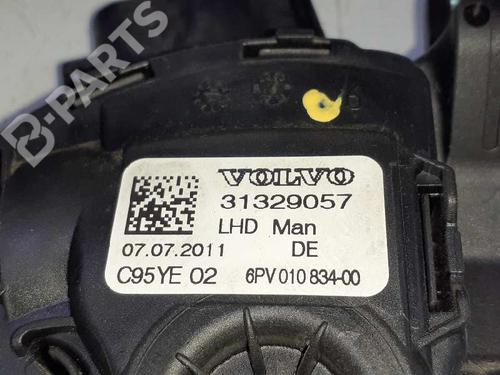 B-PARTS
VOLVO
31329057
LHD Man
07.07.2011 DE
C95YE 02 6PV 010 834-00